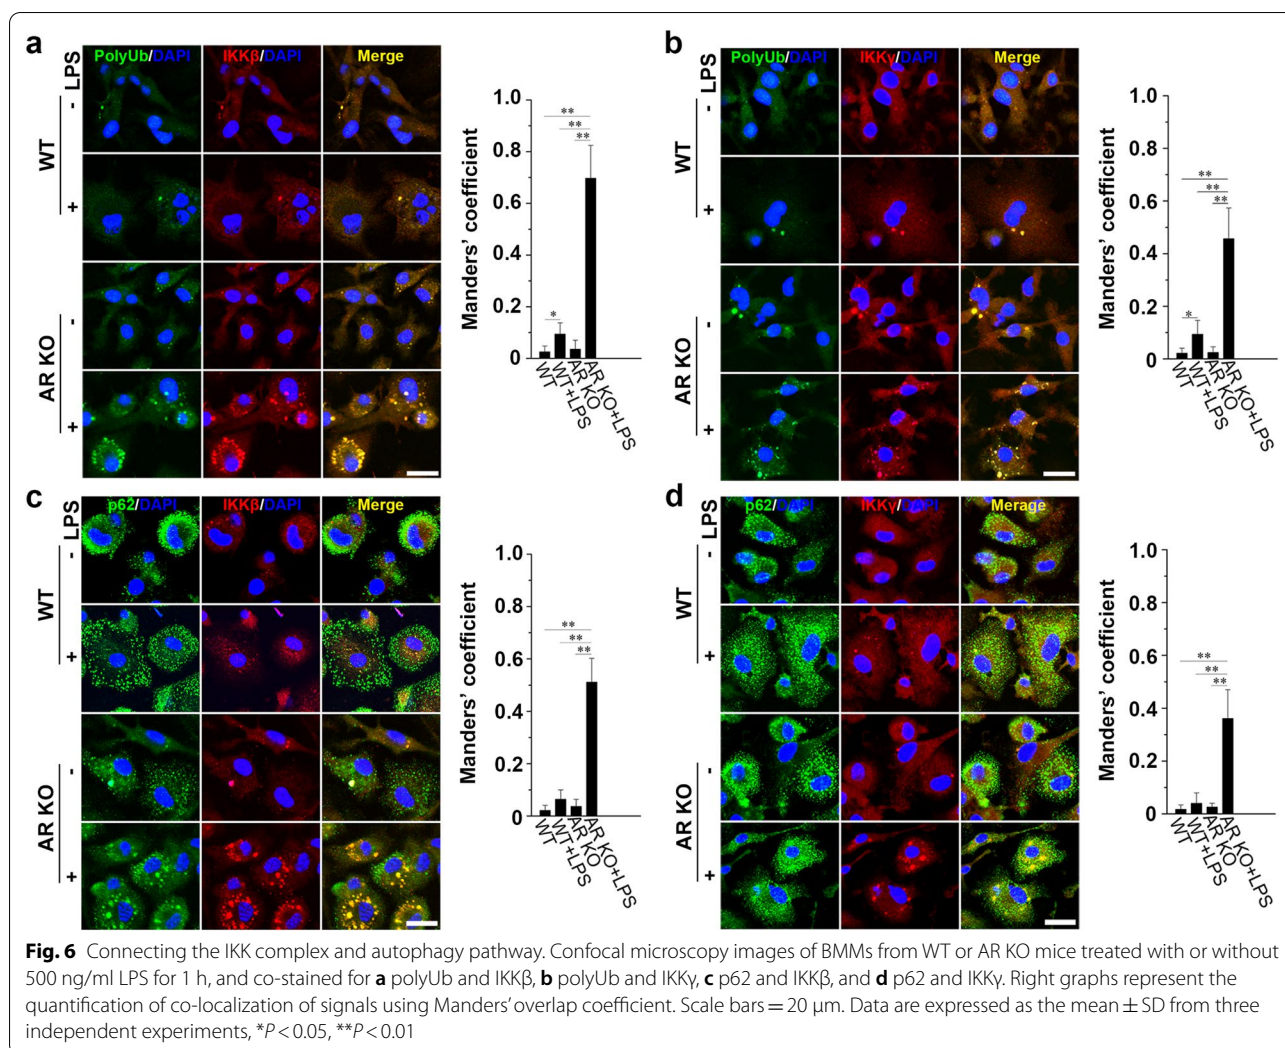 a
LPS
PolyUb/DAPI
IKKβ/DAPI
Merge
WT
-
+
AR KO
-
+
Manders' coefficient
1.0
0.8
0.6
0.4
0.2
0
**
**
**
*
WT
WT+LPS
AR KO
AR KO+LPS
b
LPS
PolyUb/DAPI
IKKγ/DAPI
Merge
WT
-
+
AR KO
-
+
Manders' coefficient
1.0
0.8
0.6
0.4
0.2
0
**
**
**
*
WT
WT+LPS
AR KO
AR KO+LPS
c
LPS
p62/DAPI
IKKβ/DAPI
Merge
WT
-
+
AR KO
-
+
Manders' coefficient
1.0
0.8
0.6
0.4
0.2
0
**
**
**
WT
WT+LPS
AR KO
AR KO+LPS
d
LPS
p62/DAPI
IKKγ/DAPI
Merage
WT
-
+
AR KO
-
+
Manders' coefficient
1.0
0.8
0.6
0.4
0.2
0
**
**
**
WT
WT+LPS
AR KO
AR KO+LPS
Fig. 6 Connecting the IKK complex and autophagy pathway. Confocal microscopy images of BMMs from WT or AR KO mice treated with or without
500 ng/ml LPS for 1 h, and co-stained for a polyUb and IKKβ, b polyUb and IKKγ, c p62 and IKKβ, and d p62 and IKKγ. Right graphs represent the
quantification of co-localization of signals using Manders' overlap coefficient. Scale bars = 20 μm. Data are expressed as the mean ± SD from three
independent experiments, *P < 0.05, **P < 0.01